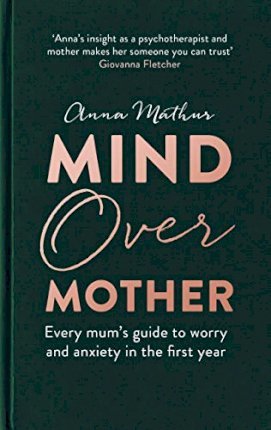 ‘Anna’s insight as a psychotherapist and
mother makes her someone you can trust’
Giovanna Fletcher
Anna Mathur
MIND
Over
MOTHER
Every mum’s guide to worry
and anxiety in the first year